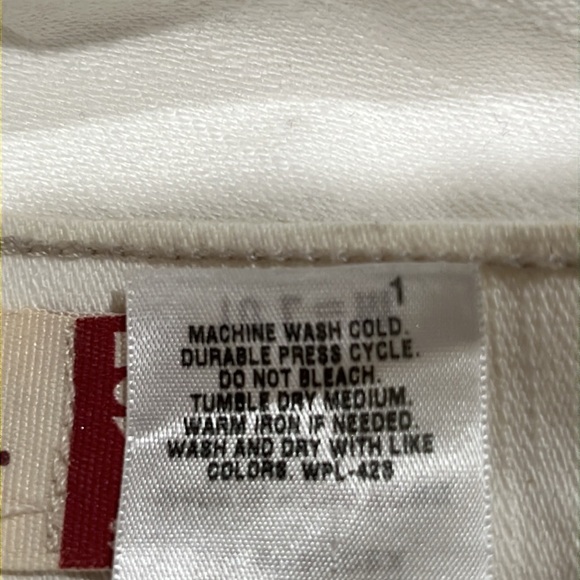 1
MACHINE WASH COLD.
DURABLE PRESS CYCLE.
DO NOT BLEACH.
TUMBLE DRY MEDIUM.
WARM IRON IF NEEDED.
WASH AND DRY WITH LIKE
COLORS WPL-423